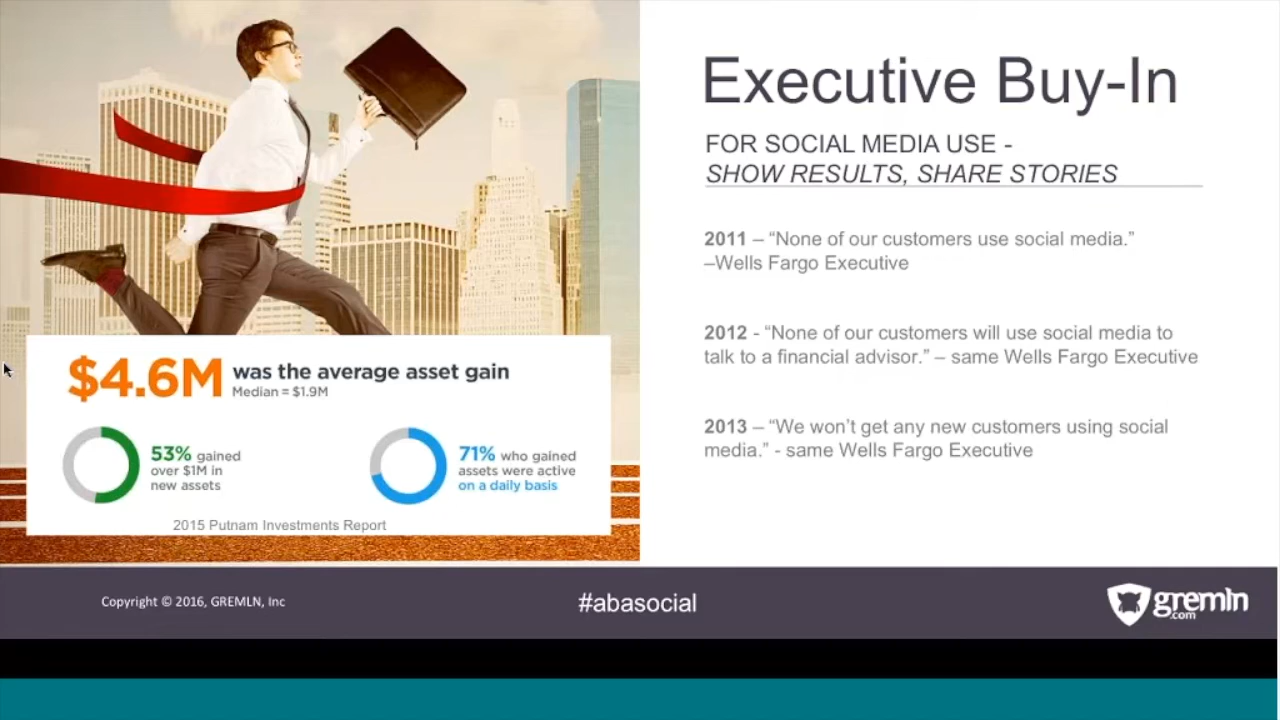 Executive Buy-In
FOR SOCIAL MEDIA USE -
SHOW RESULTS, SHARE STORIES
2011 – “None of our customers use social media.”
–Wells Fargo Executive
2012 - “None of our customers will use social media to
talk to a financial advisor.” – same Wells Fargo Executive
2013 – “We won’t get any new customers using social
media.” - same Wells Fargo Executive
$4.6M was the average asset gain
Median = $1.9M
53% gained
over $1M in
new assets
71% who gained
assets were active
on a daily basis
2015 Putnam Investments Report
Copyright © 2016, GREMLN, Inc
#abasocial
gremln
.com